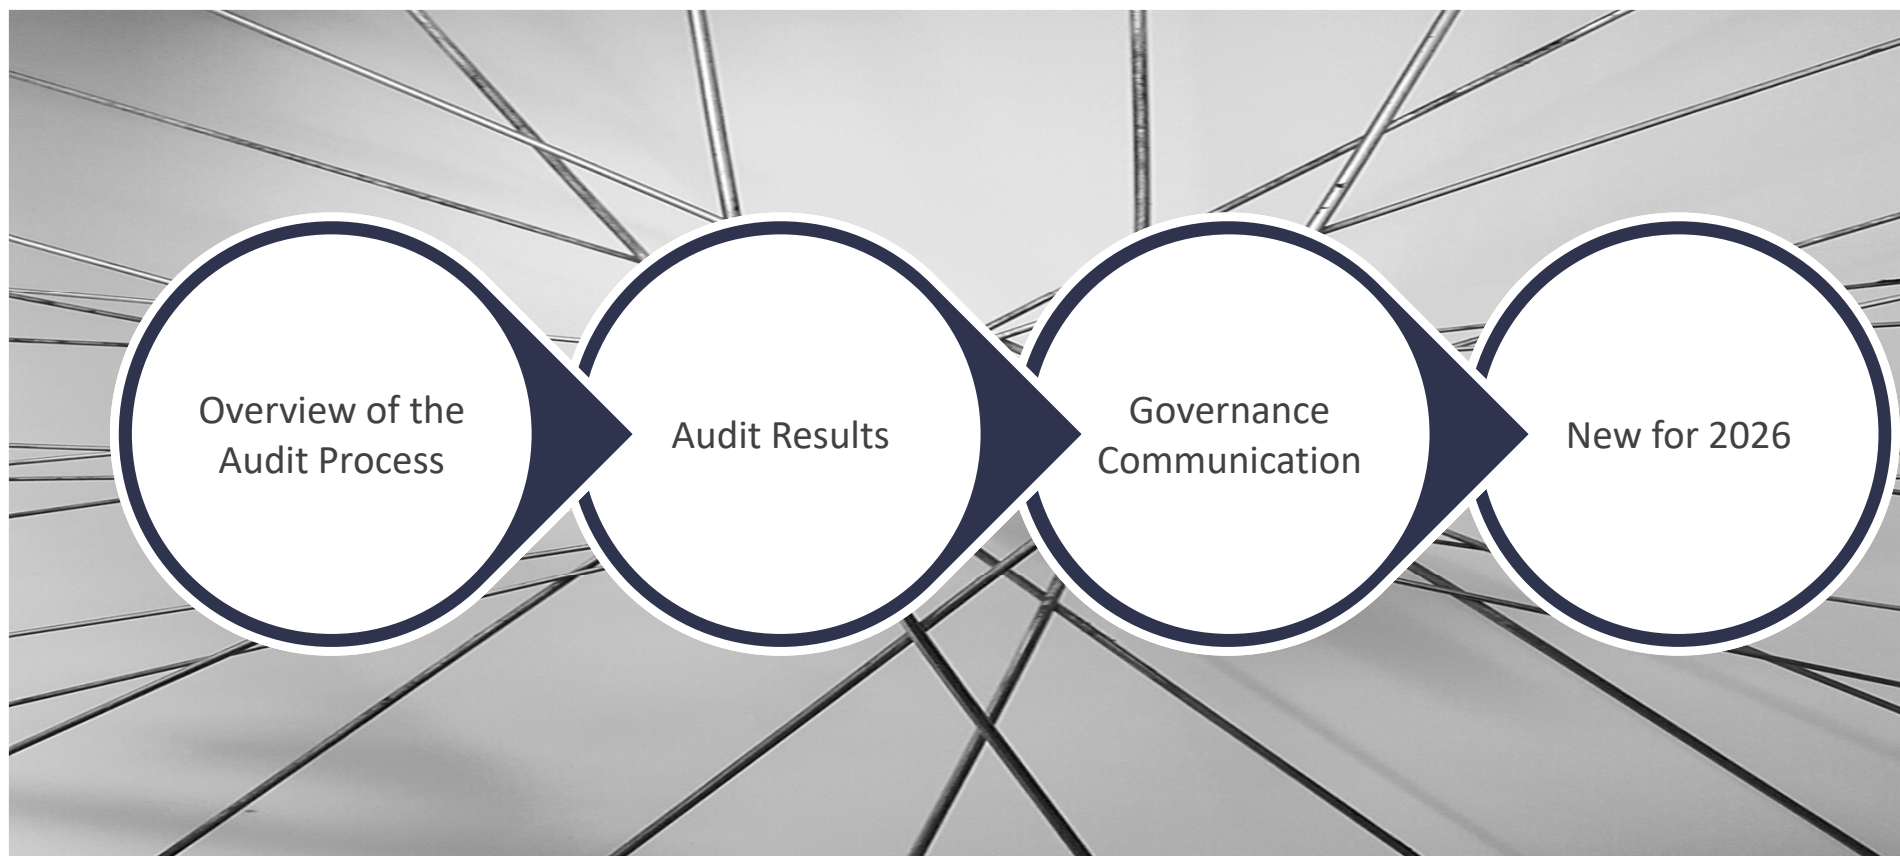 Overview of the
Audit Process
Audit Results
Governance
Communication
New for 2026